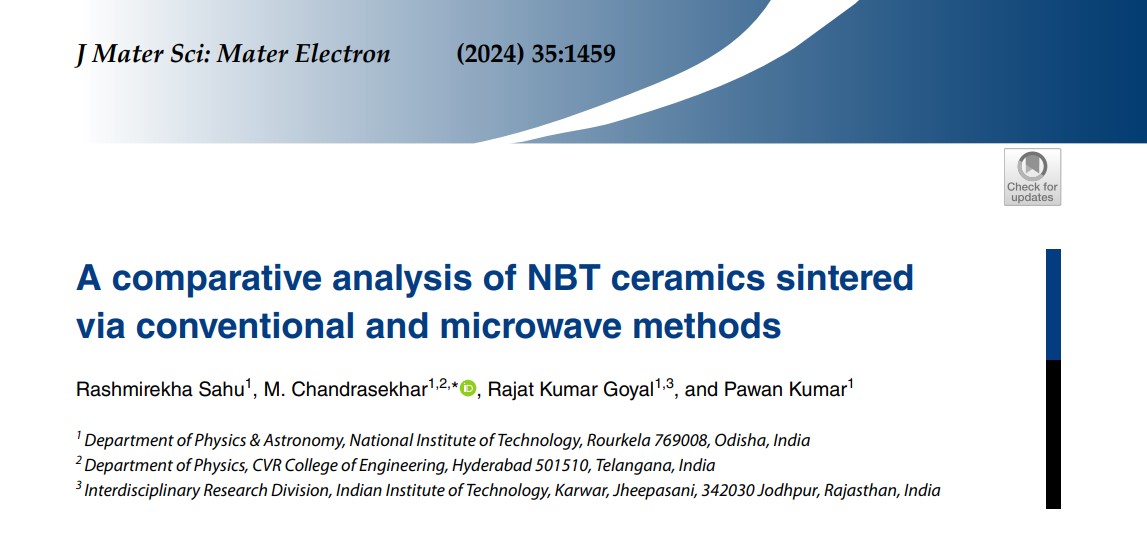 J Mater Sci: Mater Electron (2024) 35:1459
Check for
updates
A comparative analysis of NBT ceramics sintered
via conventional and microwave methods
Rashmirekha Sahu¹, M. Chandrasekhar¹,²,* iD, Rajat Kumar Goyal¹,³, and Pawan Kumar¹
¹ Department of Physics & Astronomy, National Institute of Technology, Rourkela 769008, Odisha, India
² Department of Physics, CVR College of Engineering, Hyderabad 501510, Telangana, India
³ Interdisciplinary Research Division, Indian Institute of Technology, Karwar, Jheepasani, 342030 Jodhpur, Rajasthan, India